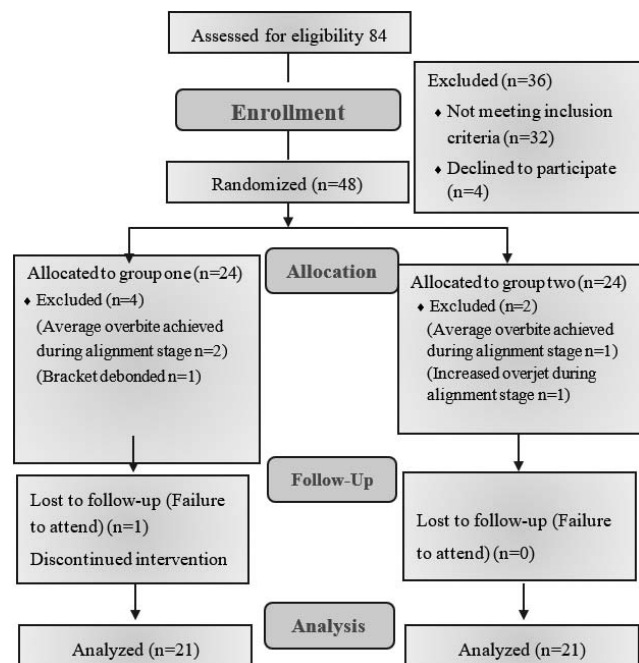 Assessed for eligibility 84
Excluded (n=36)
♦ Not meeting inclusion
criteria (n=32)
♦ Declined to participate
(n=4)
Enrollment
Randomized (n=48)
Allocation
Allocated to group one (n=24)
♦ Excluded (n=4)
(Average overbite achieved
during alignment stage n=2)
(Bracket debonded n=1)
Allocated to group two (n=24)
♦ Excluded (n=2)
(Average overbite achieved
during alignment stage n=1)
(Increased overjet during
alignment stage n=1)
Follow-Up
Lost to follow-up (Failure
to attend) (n=1)
Discontinued intervention
Lost to follow-up (Failure
to attend) (n=0)
Analysis
Analyzed (n=21)
Analyzed (n=21)